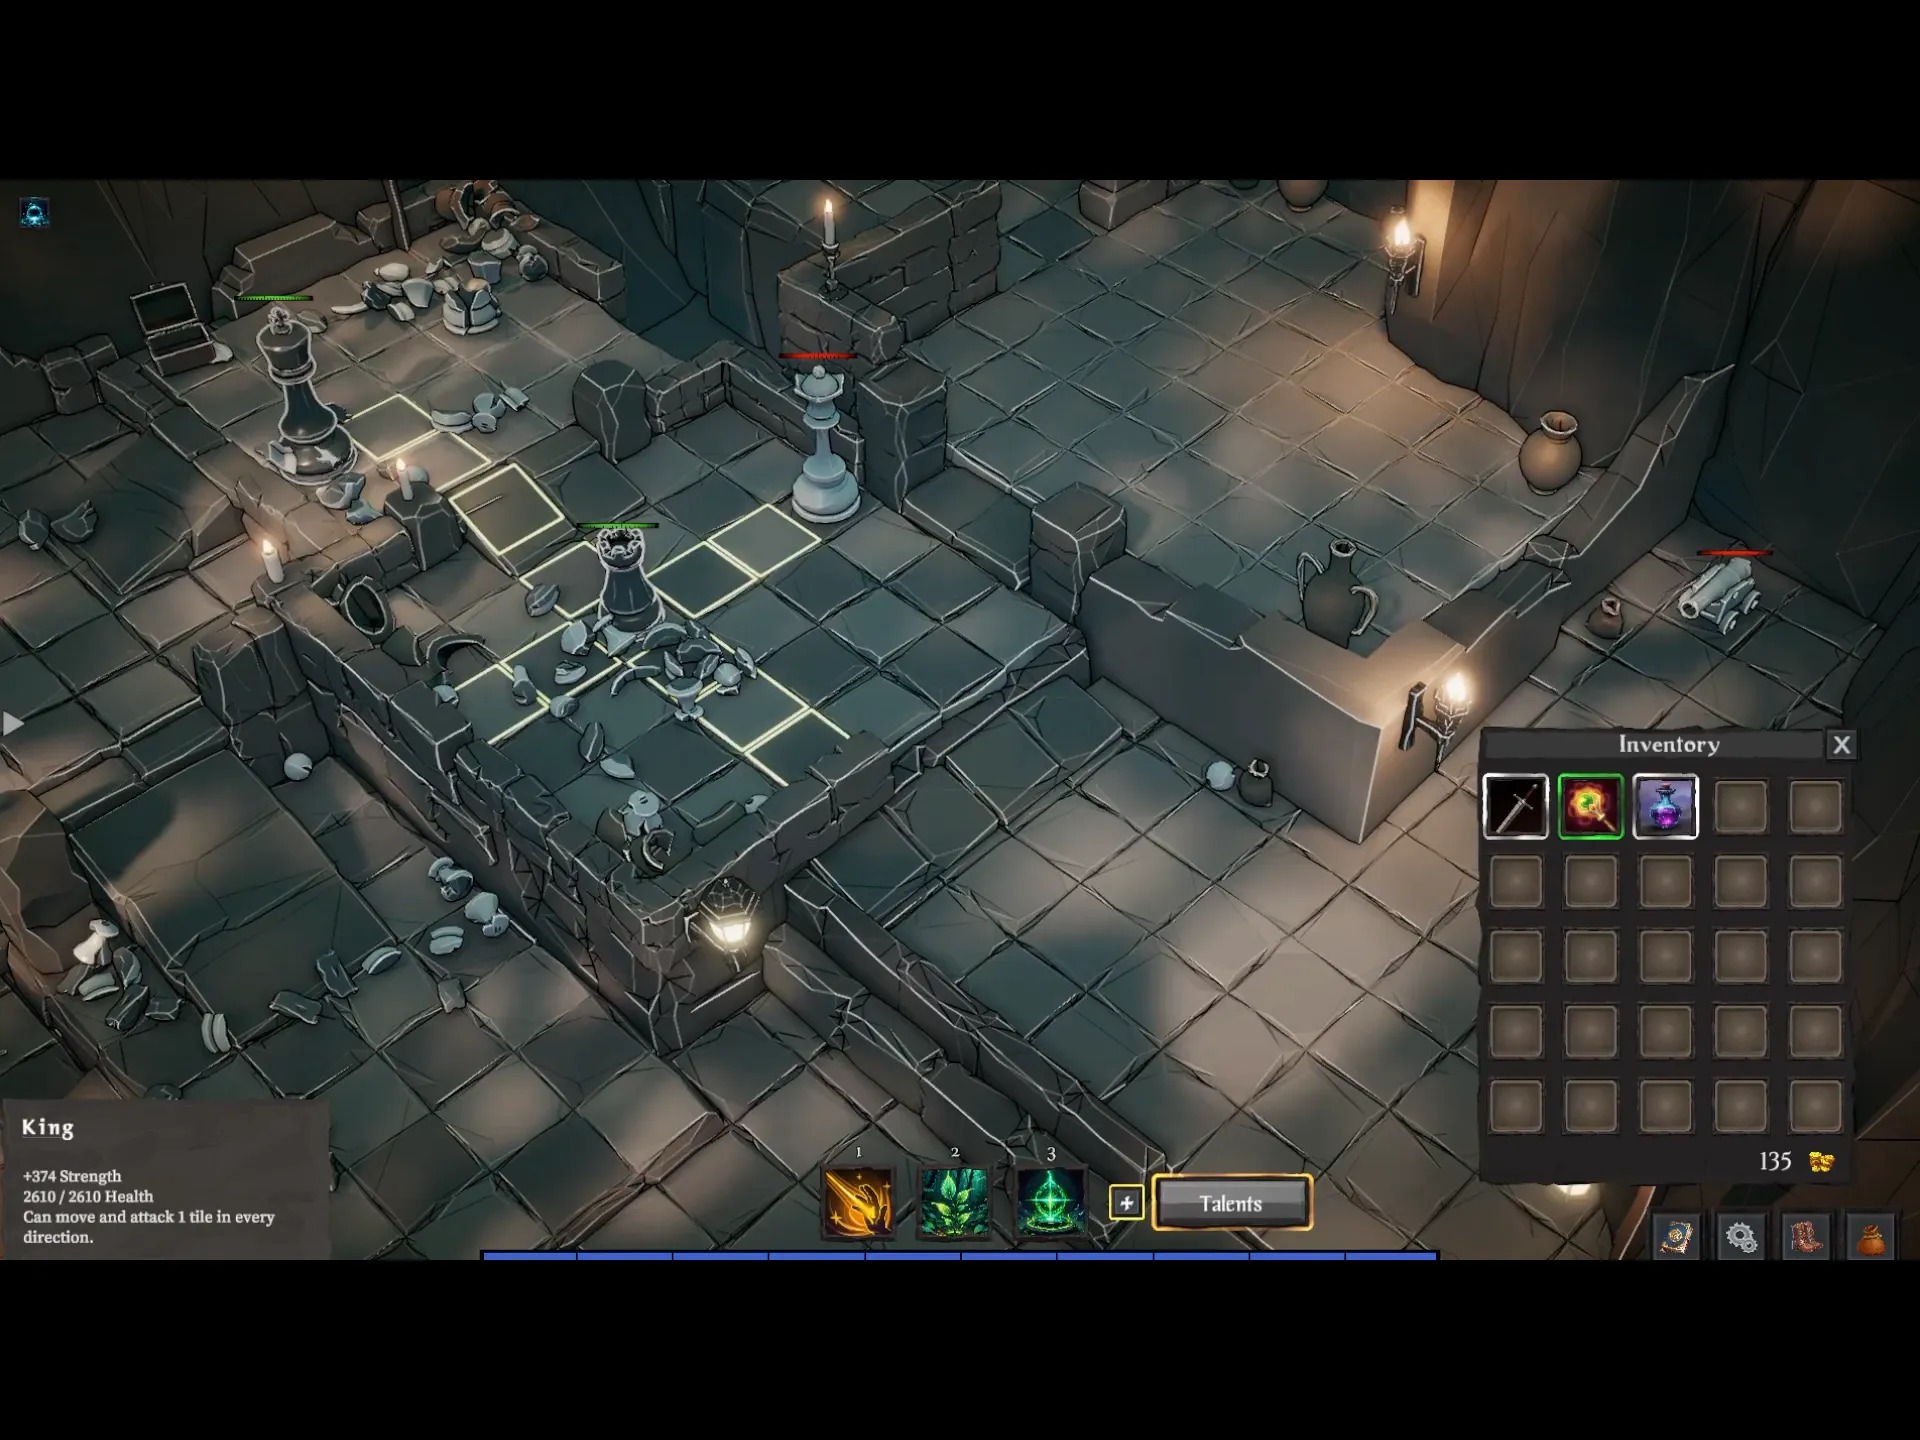 Inventory
X
135
King
+374 Strength
2610 / 2610 Health
Can move and attack 1 tile in every
direction.
1
2
3
+
Talents